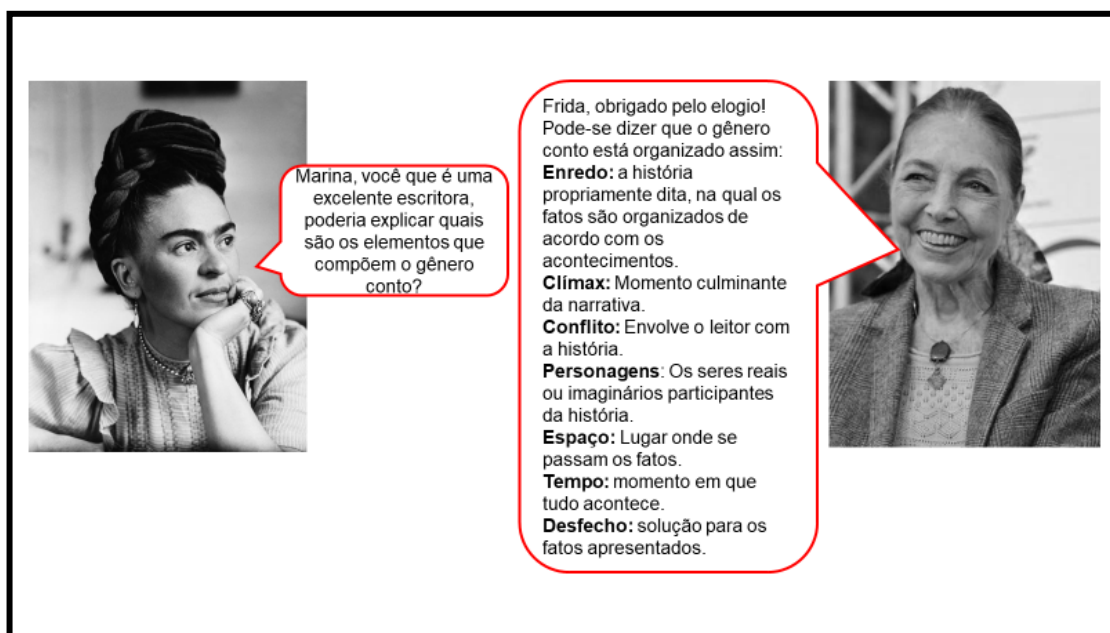 Marina, você que é uma
excelente escritora,
poderia explicar quais
são os elementos que
compõem o gênero
conto?
Frida, obrigado pelo elogio!
Pode-se dizer que o gênero
conto está organizado assim:
Enredo: a história
propriamente dita, na qual os
fatos são organizados de
acordo com os
acontecimentos.
Clímax: Momento culminante
da narrativa.
Conflito: Envolve o leitor com
a história.
Personagens: Os seres reais
ou imaginários participantes
da história.
Espaço: Lugar onde se
passam os fatos.
Tempo: momento em que
tudo acontece.
Desfecho: solução para os
fatos apresentados.